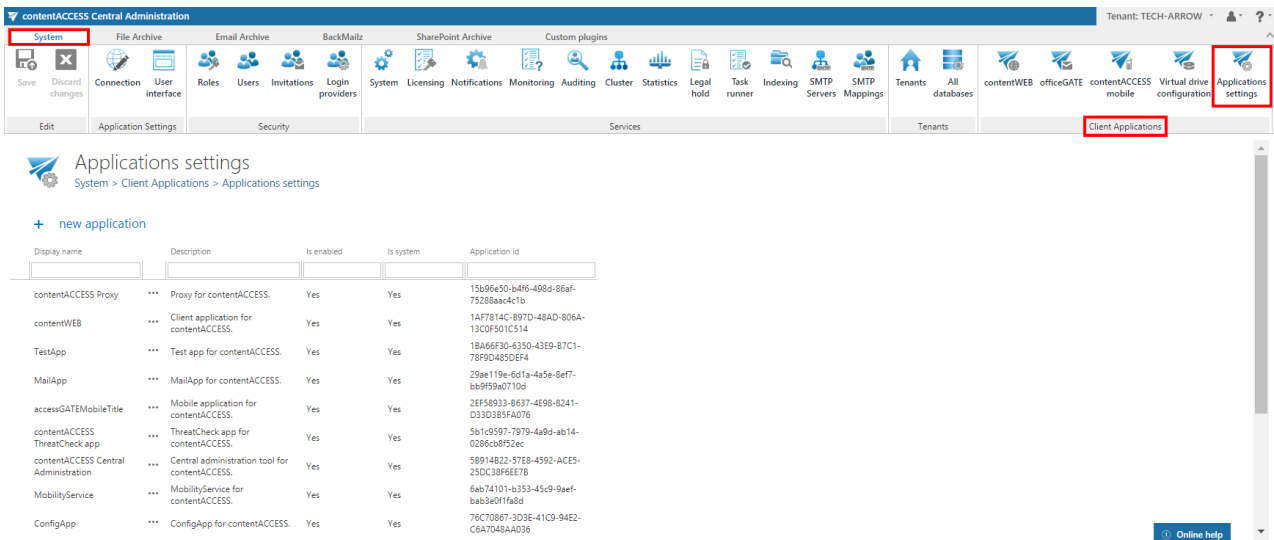 contentACCESS Central Administration
Tenant: TECH-ARROW
System File Archive Email Archive BackMailz SharePoint Archive Custom plugins
Save Discard changes Connection User interface Roles Users Invitations Login providers System Licensing Notifications Monitoring Auditing Cluster Statistics Legal hold Task runner Indexing SMTP Servers SMTP Mappings Tenants All databases contentWEB officeGATE contentACCESS mobile Virtual drive configuration Applications settings
Edit Application Settings Security Services Tenants Client Applications
Applications settings
System > Client Applications > Applications settings
+ new application
Display name Description Is enabled Is system Application id
contentACCESS Proxy ••• Proxy for contentACCESS. Yes Yes 15b96e50-b4f6-498d-86af-
75288aac4c1b
contentWEB ••• Client application for
contentACCESS. Yes Yes 1AF7814C-B97D-48AD-806A-
13C0F501C514
TestApp ••• Test app for contentACCESS. Yes Yes 1BA66F30-6350-43E9-B7C1-
78F9D485DEF4
MailApp ••• MailApp for contentACCESS. Yes Yes 29ae119e-6d1a-4a5e-8ef7-
bb9f59a0710d
accessGATEMobileTitle ••• Mobile application for
contentACCESS. Yes Yes 2EF58933-B637-4E98-8241-
D33D3B5FA076
contentACCESS
ThreatCheck app ••• ThreatCheck app for
contentACCESS. Yes Yes 5b1c9597-7979-4a9d-ab14-
0286cb8f52ec
contentACCESS Central
Administration ••• Central administration tool for
contentACCESS. Yes Yes 5B914B22-57E8-4592-ACE5-
25DC38F6EE7B
MobilityService ••• MobilityService for
contentACCESS. Yes Yes 6ab74101-b353-45c9-9aef-
bab3e0f1fa8d
ConfigApp ••• ConfigApp for contentACCESS. Yes Yes 76C70867-3D3E-41C9-94E2-
C6A7048AA036
Online help